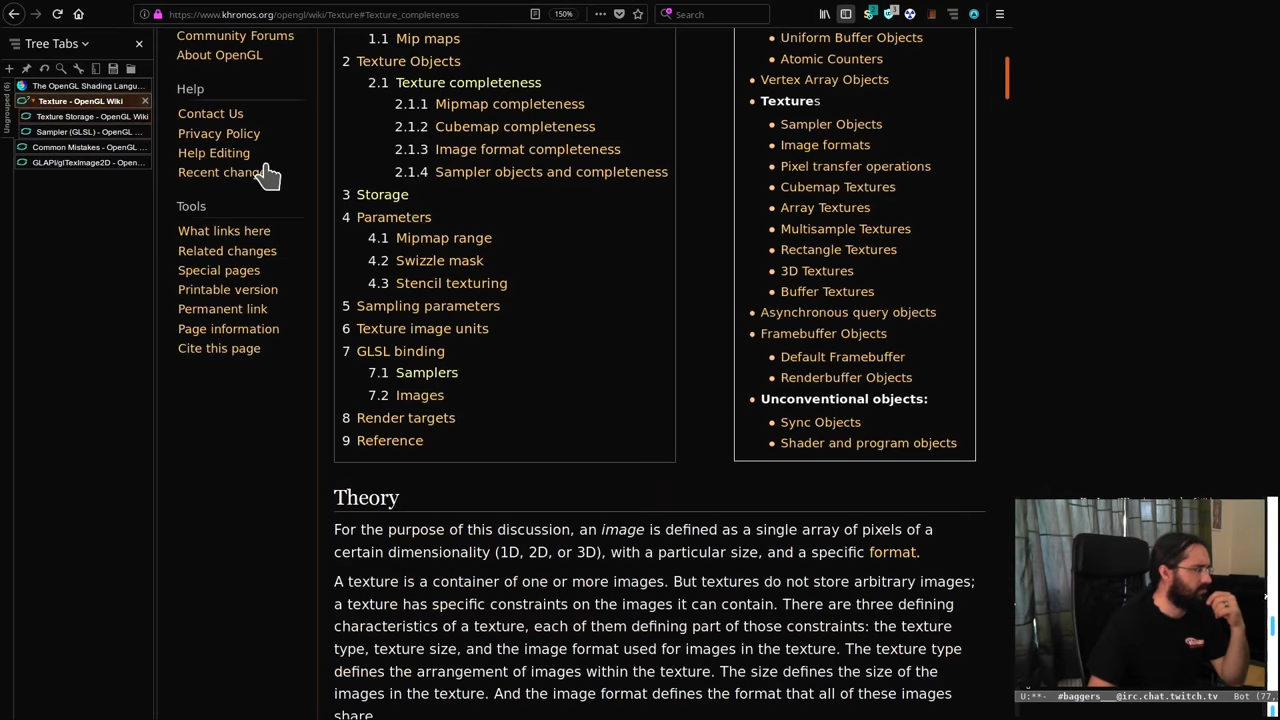 https://www.khronos.org/opengl/wiki/Texture#Texture_completeness
150%
Search
Tree Tabs
Ungrouped (6)
The OpenGL Shading Langu...
Texture - OpenGL Wiki
Texture Storage - OpenGL Wiki
Sampler (GLSL) - OpenGL ...
Common Mistakes - OpenGL ...
GLAPI/glTexImage2D - Open...
Community Forums
About OpenGL
Help
Contact Us
Privacy Policy
Help Editing
Recent chang
Tools
What links here
Related changes
Special pages
Printable version
Permanent link
Page information
Cite this page
1.1 Mip maps
2 Texture Objects
2.1 Texture completeness
2.1.1 Mipmap completeness
2.1.2 Cubemap completeness
2.1.3 Image format completeness
2.1.4 Sampler objects and completeness
3 Storage
4 Parameters
4.1 Mipmap range
4.2 Swizzle mask
4.3 Stencil texturing
5 Sampling parameters
6 Texture image units
7 GLSL binding
7.1 Samplers
7.2 Images
8 Render targets
9 Reference
Uniform Buffer Objects
Atomic Counters
Vertex Array Objects
Textures
Sampler Objects
Image formats
Pixel transfer operations
Cubemap Textures
Array Textures
Multisample Textures
Rectangle Textures
3D Textures
Buffer Textures
Asynchronous query objects
Framebuffer Objects
Default Framebuffer
Renderbuffer Objects
Unconventional objects:
Sync Objects
Shader and program objects
Theory
For the purpose of this discussion, an image is defined as a single array of pixels of a
certain dimensionality (1D, 2D, or 3D), with a particular size, and a specific format.
A texture is a container of one or more images. But textures do not store arbitrary images;
a texture has specific constraints on the images it can contain. There are three defining
characteristics of a texture, each of them defining part of those constraints: the texture
type, texture size, and the image format used for images in the texture. The texture type
defines the arrangement of images within the texture. The size defines the size of the
images in the texture. And the image format defines the format that all of these images
share.
U:**- #baggers___@irc.chat.twitch.tv Bot (77,